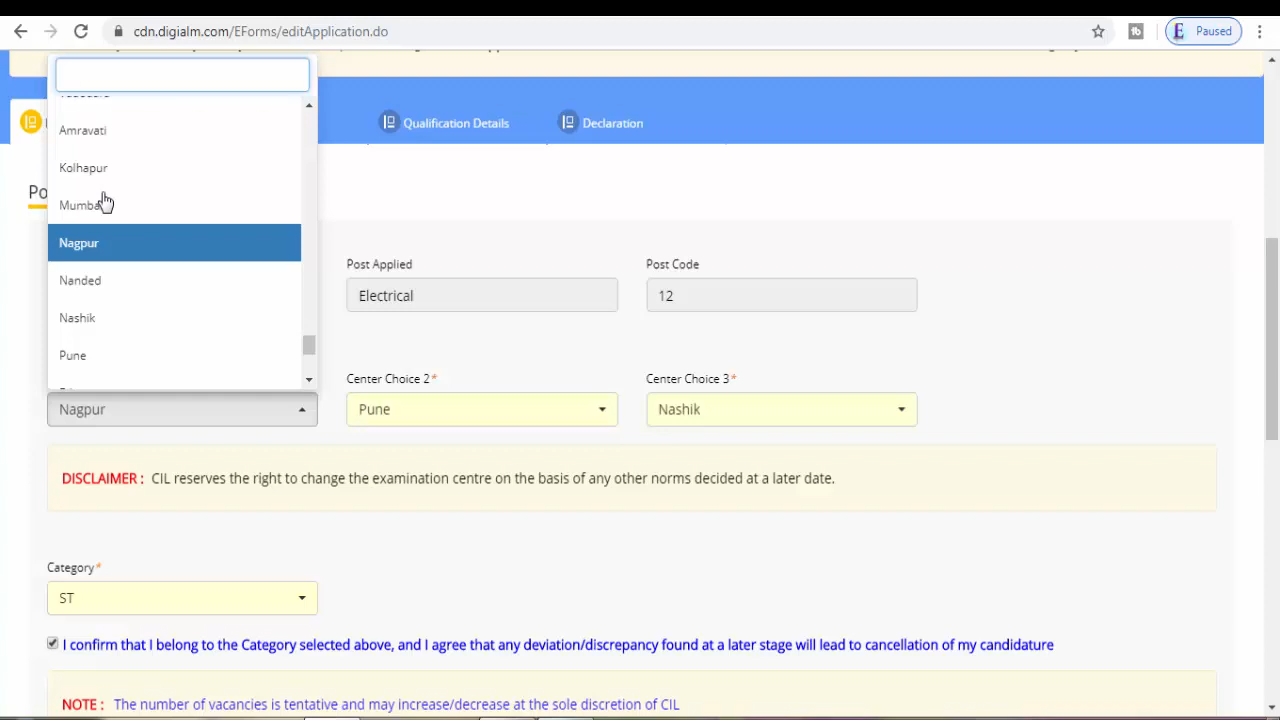 cdn.digialm.com/EForms/editApplication.do
Paused
Amravati
Kolhapur
Nagpur
Nanded
Nashik
Pune
Qualification Details
Declaration
Po
Post Applied
Post Code
Electrical
12
Center Choice 2*
Center Choice 3*
Nagpur
Pune
Nashik
DISCLAIMER : CIL reserves the right to change the examination centre on the basis of any other norms decided at a later date.
Category*
ST
I confirm that I belong to the Category selected above, and I agree that any deviation/discrepancy found at a later stage will lead to cancellation of my candidature
NOTE : The number of vacancies is tentative and may increase/decrease at the sole discretion of CIL